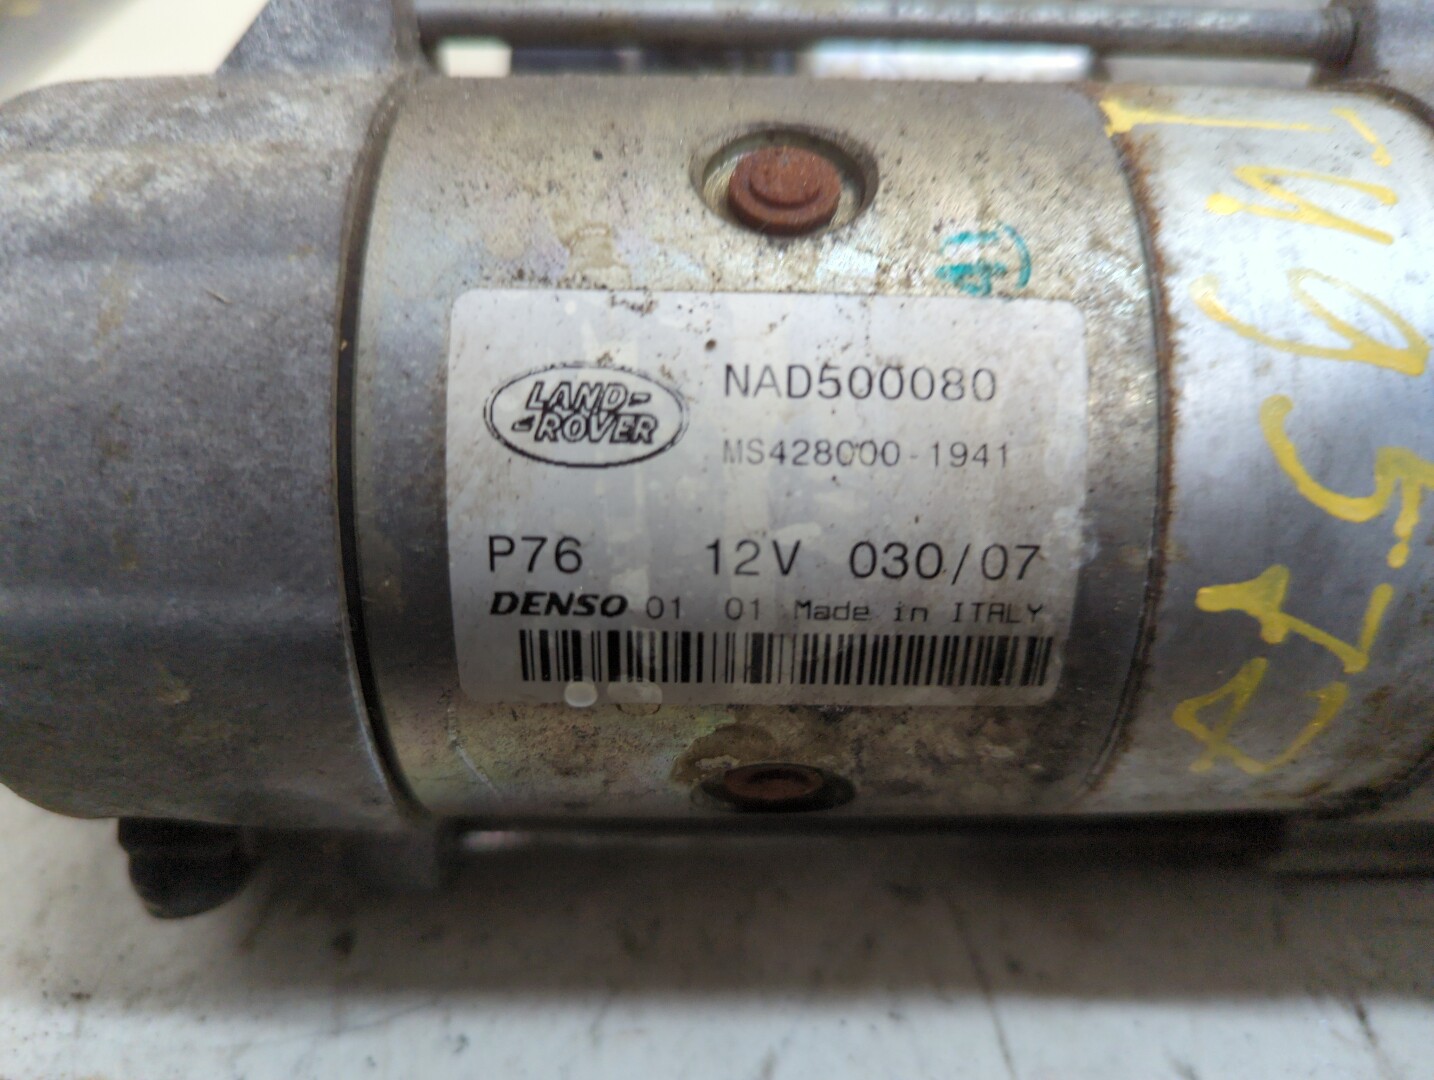 LAND-
-ROVER
NAD500080
MS428000-1941
P76 12V 030/07
DENSO 01 01 Made in ITALY